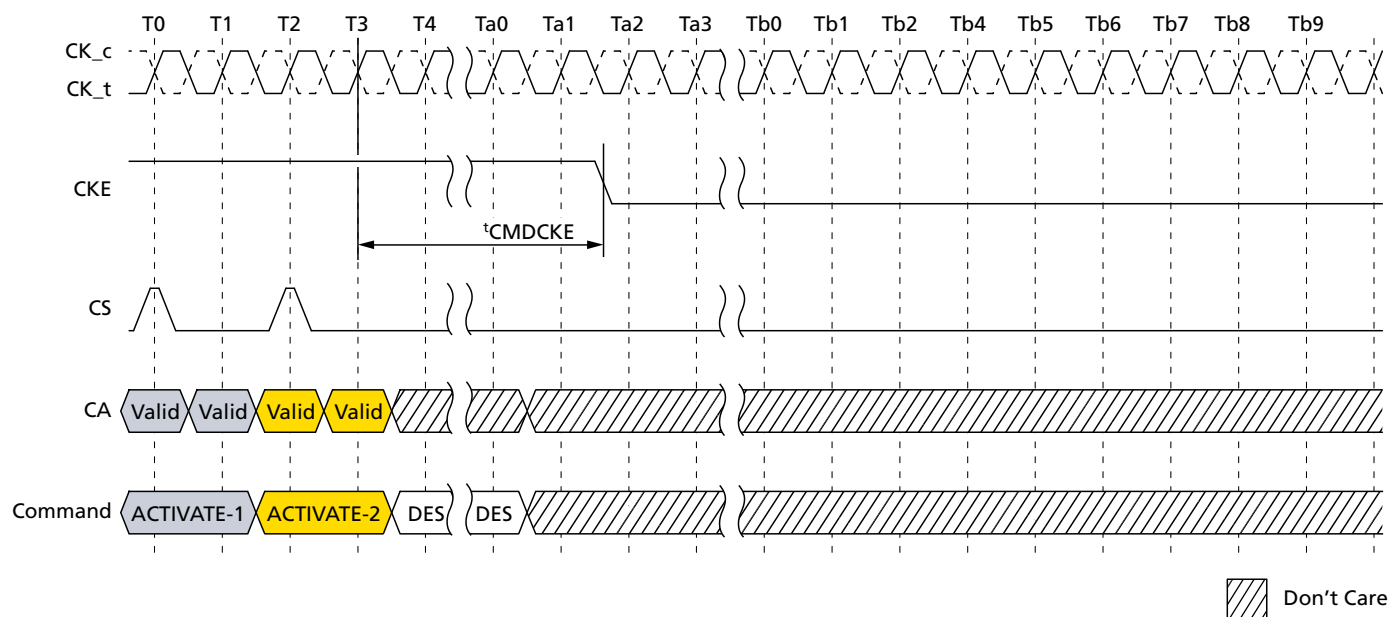 T0 T1 T2 T3 T4 Ta0 Ta1 Ta2 Ta3 Tb0 Tb1 Tb2 Tb4 Tb5 Tb6 Tb7 Tb8 Tb9
CK_c
CK_t
CKE
tCMDCKE
CS
CA Valid Valid Valid Valid
Command ACTIVATE-1 ACTIVATE-2 DES DES
Don't Care